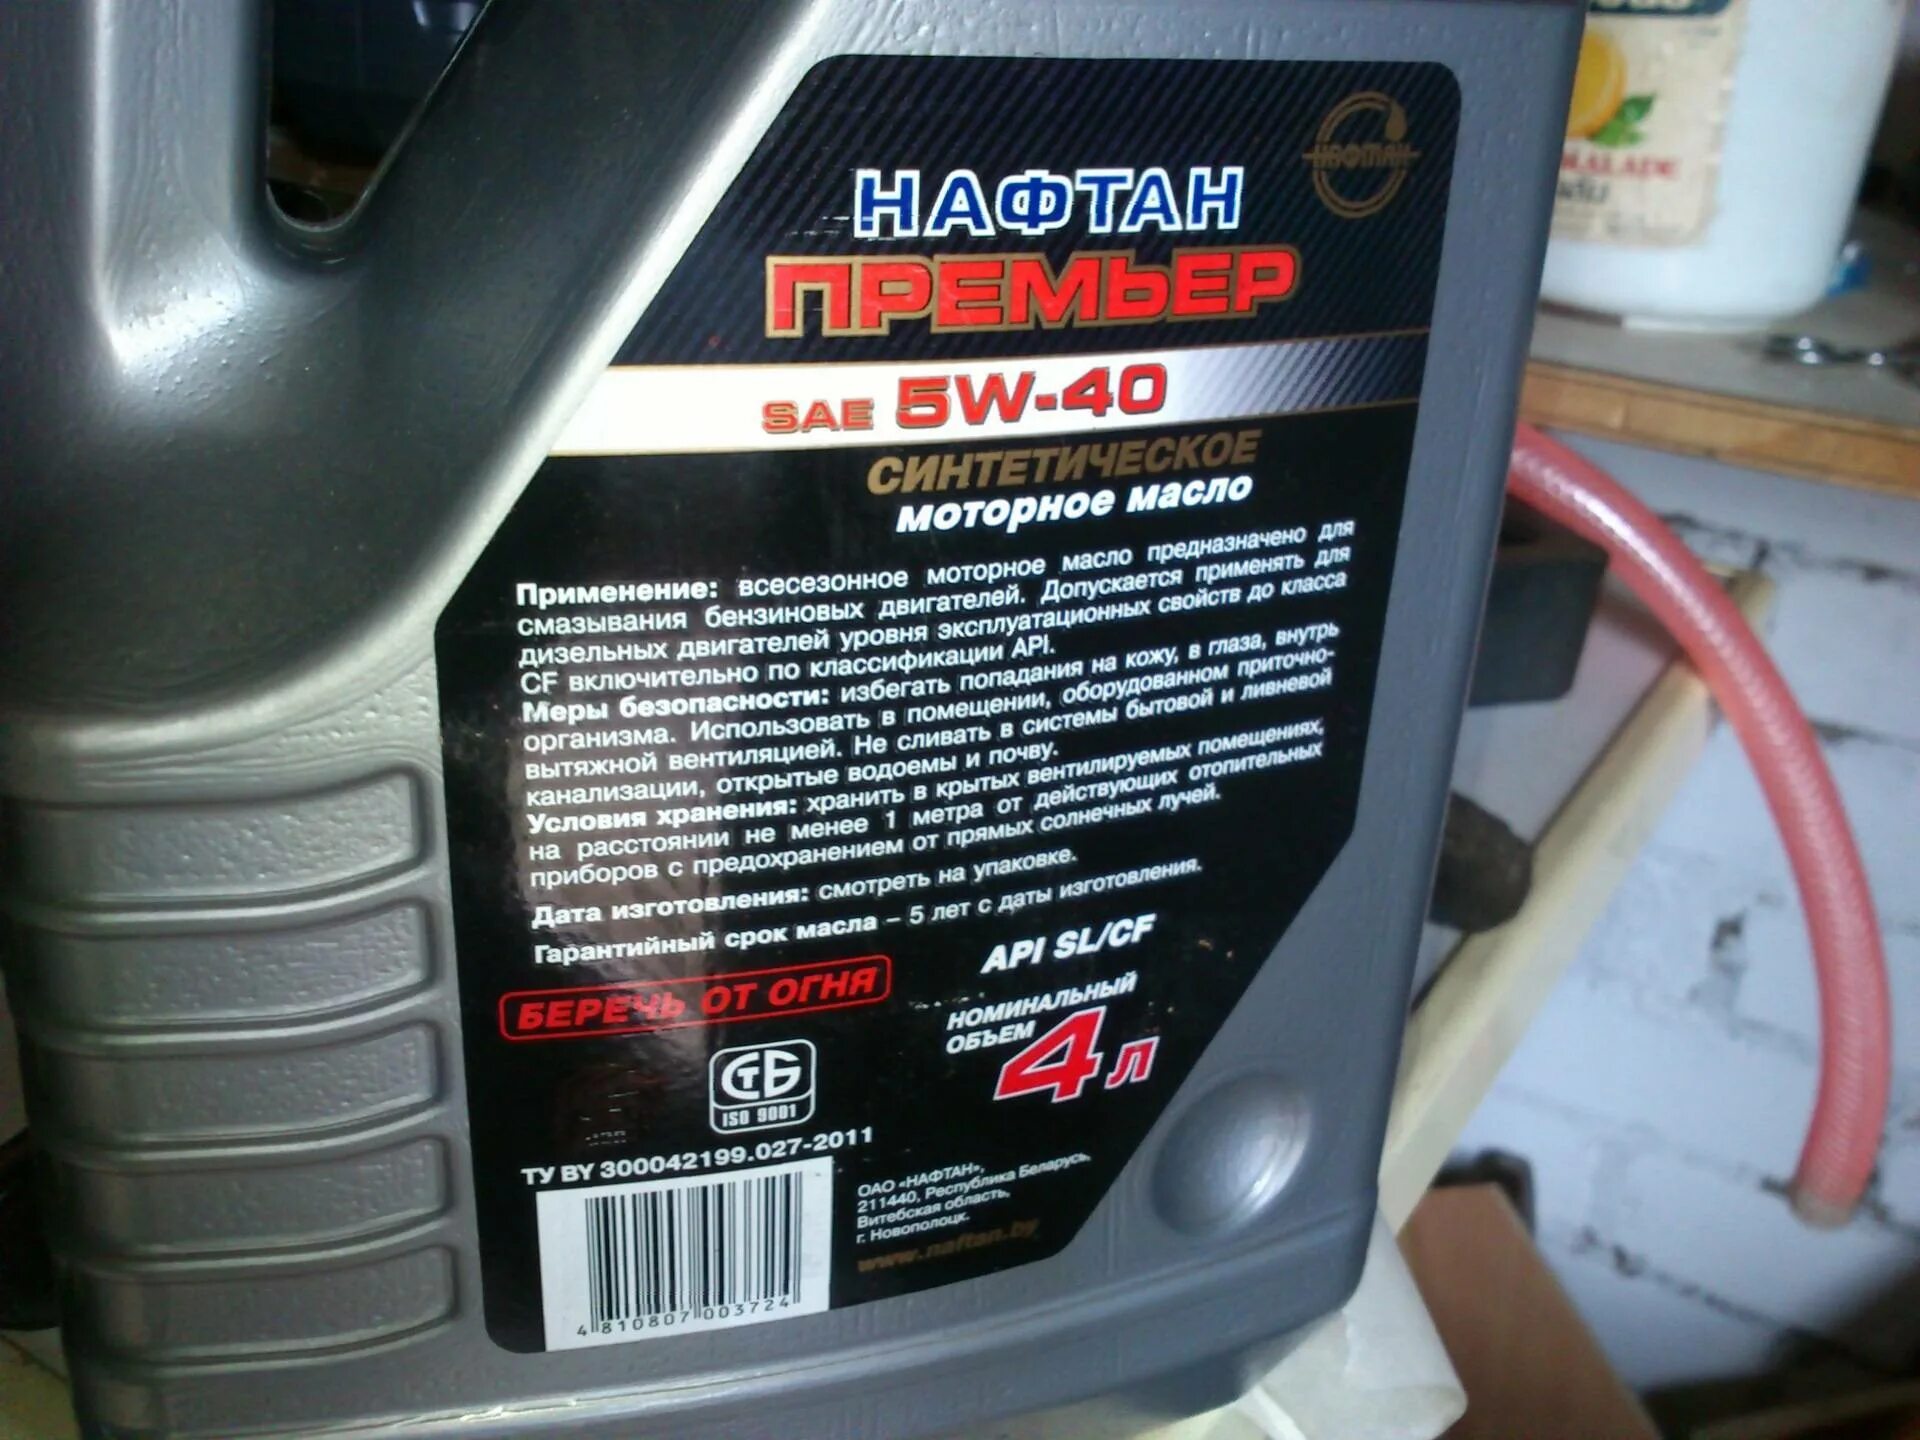 НАФТАН
НАФТАН
ПРЕМЬЕР
SAE 5W-40
СИНТЕТИЧЕСКОЕ
МОТОРНОЕ МАСЛО
Применение: всесезонное моторное масло предназначено для
смазывания бензиновых двигателей. Допускается применять для
дизельных двигателей уровня эксплуатационных свойств до класса
CF включительно по классификации API.
Меры безопасности: избегать попадания на кожу, в глаза, внутрь
организма. Использовать в помещении, оборудованном приточно-
вытяжной вентиляцией. Не сливать в системы бытовой и ливневой
канализации, открытые водоемы и почву.
Условия хранения: хранить в крытых вентилируемых помещениях,
на расстоянии не менее 1 метра от действующих отопительных
приборов с предохранением от прямых солнечных лучей.
Дата изготовления: смотреть на упаковке.
Гарантийный срок масла – 5 лет с даты изготовления.
API SL/CF
БЕРЕЧЬ ОТ ОГНЯ
НОМИНАЛЬНЫЙ
ОБЪЕМ 4 л
СТБ
ISO 9001
ТУ BY 300042199.027-2011
ОАО «НАФТАН»,
211440, Республика Беларусь,
Витебская область,
г. Новополоцк.
www.naftan.by
4 810807 003724